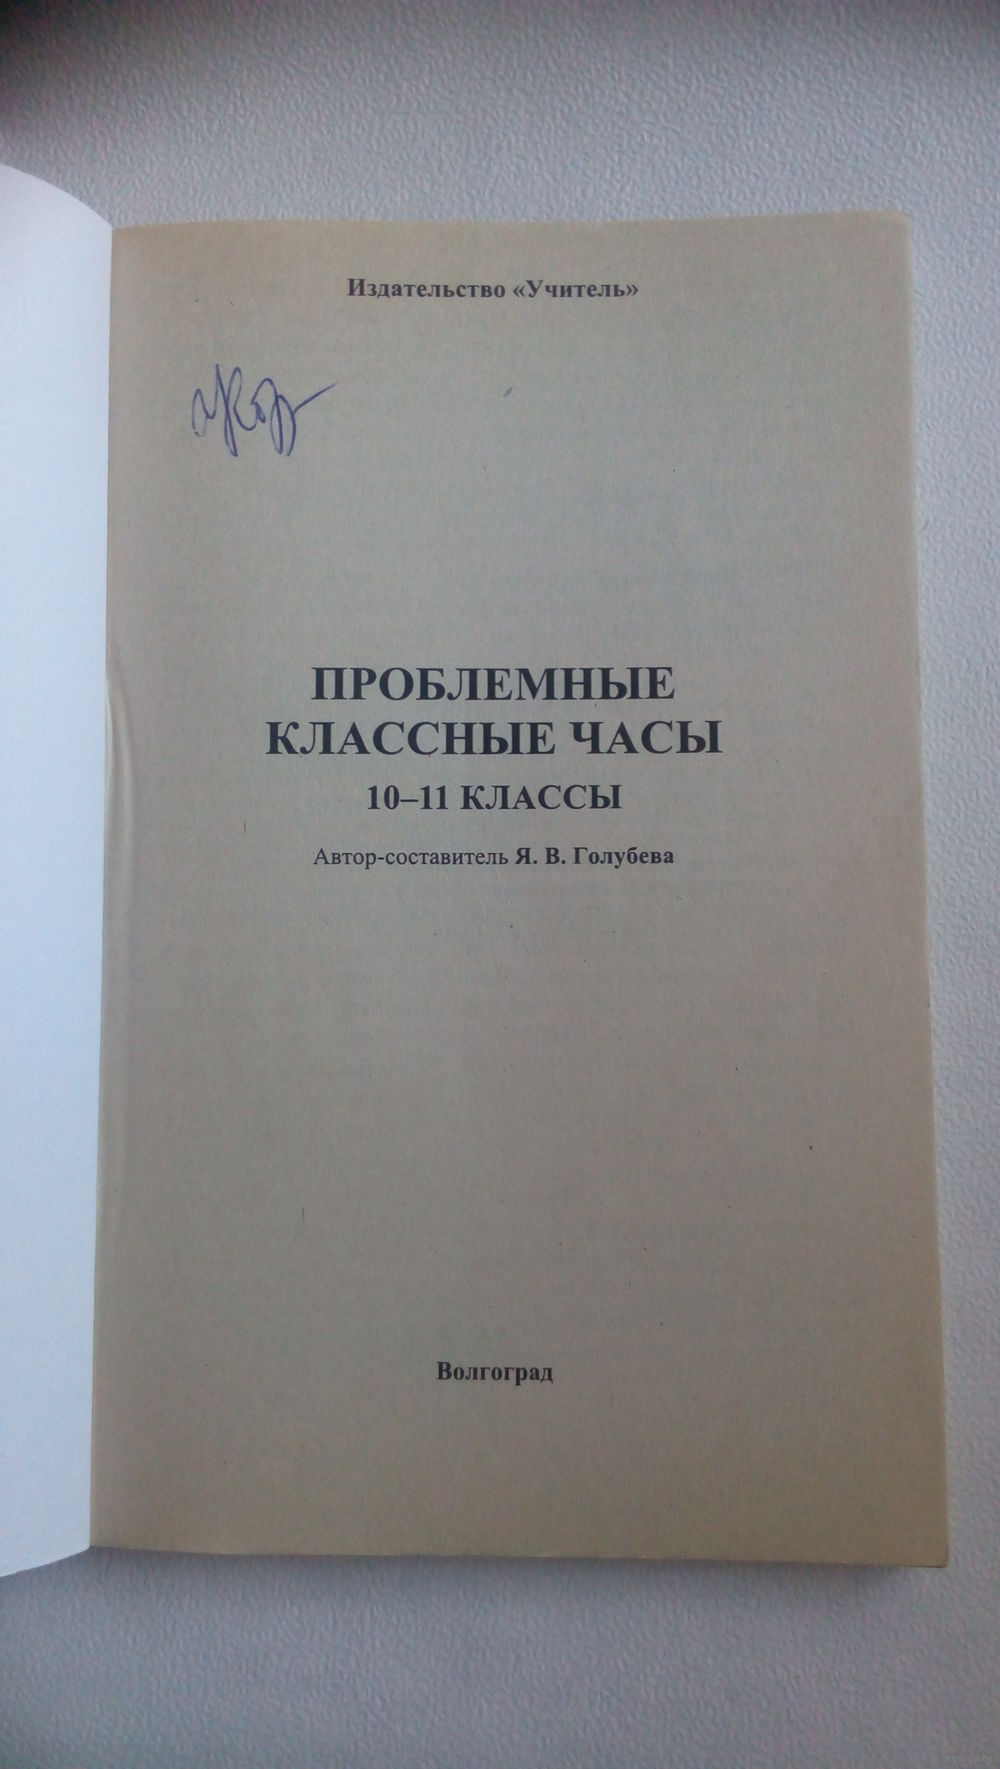 Издательство «Учитель»
ПРОБЛЕМНЫЕ
КЛАССНЫЕ ЧАСЫ
10–11 КЛАССЫ
Автор-составитель Я. В. Голубева
Волгоград